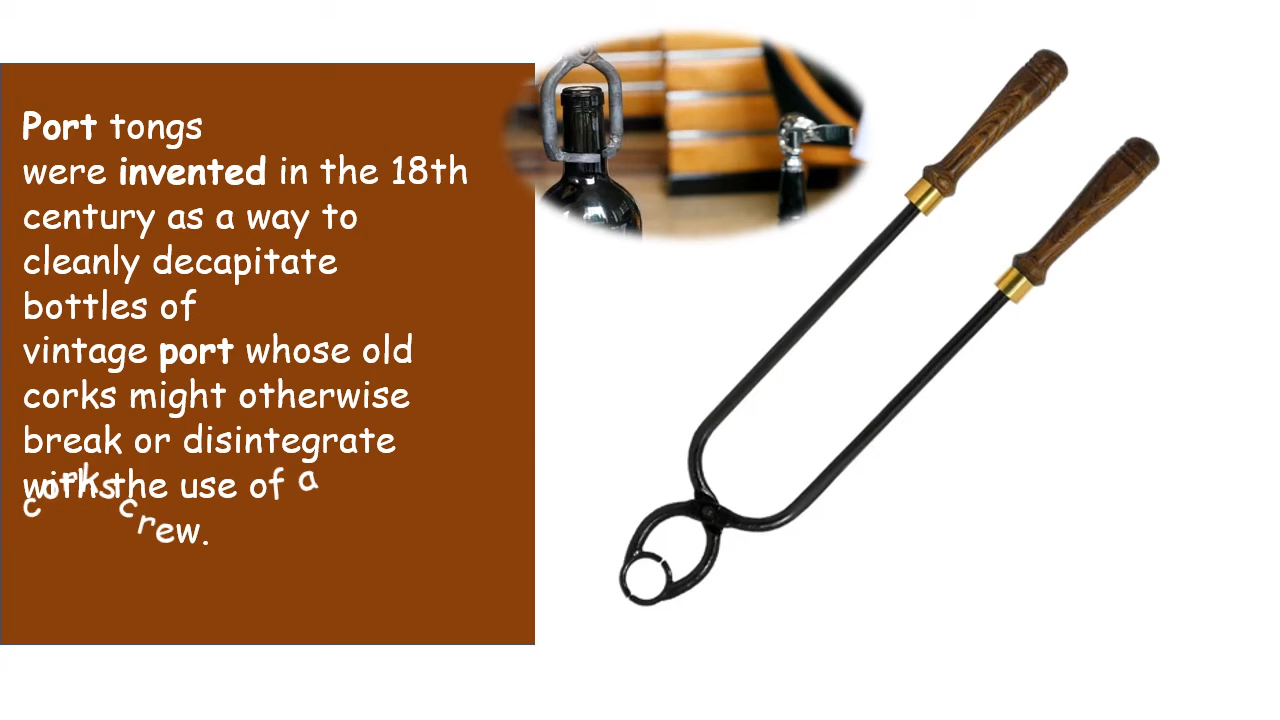 Port tongs
were invented in the 18th
century as a way to
cleanly decapitate
bottles of
vintage port whose old
corks might otherwise
break or disintegrate
with the use of a
corkscrew.